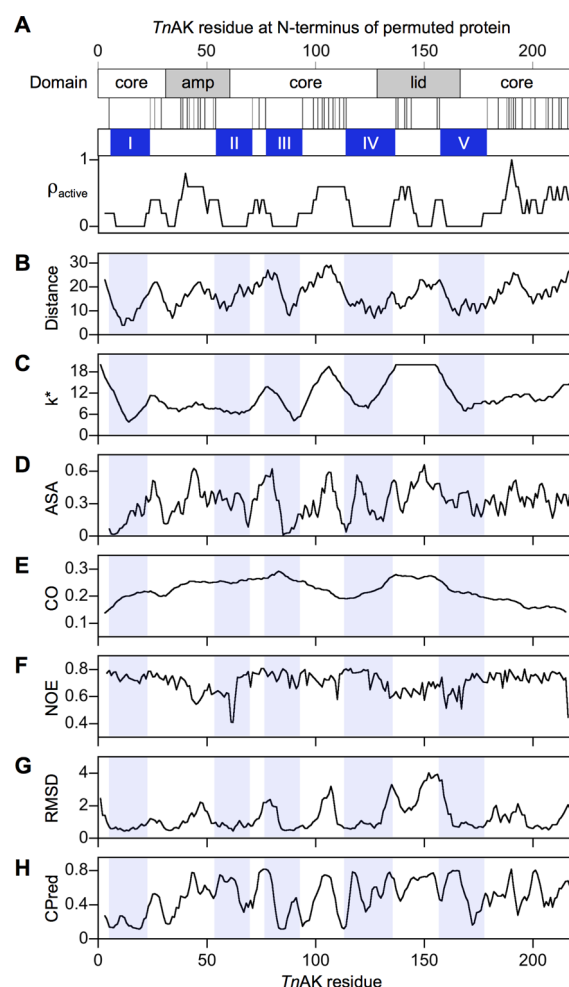 A TnAK residue at N-terminus of permuted protein
0 50 100 150 200
Domain core amp core lid core
I II III IV V
1
ρactive
0
B
30
20
10
0
Distance
C
18
12
6
0
k*
D
0.6
0.3
0
ASA
E
0.3
0.2
0.1
CO
F
0.8
0.6
0.4
NOE
G
4
2
0
RMSD
H
0.8
0.4
0
CPred
0 50 100 150 200
TnAK residue